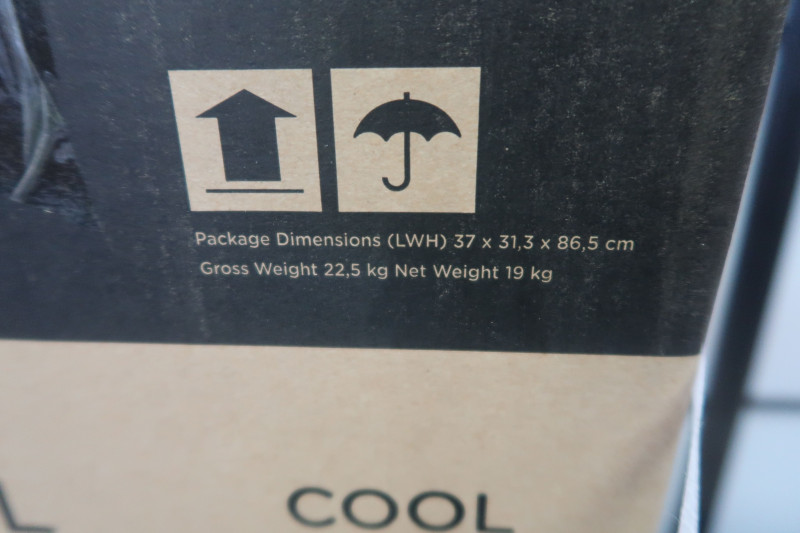 Package Dimensions (LWH) 37 x 31,3 x 86,5 cm
Gross Weight 22,5 kg Net Weight 19 kg
COOL